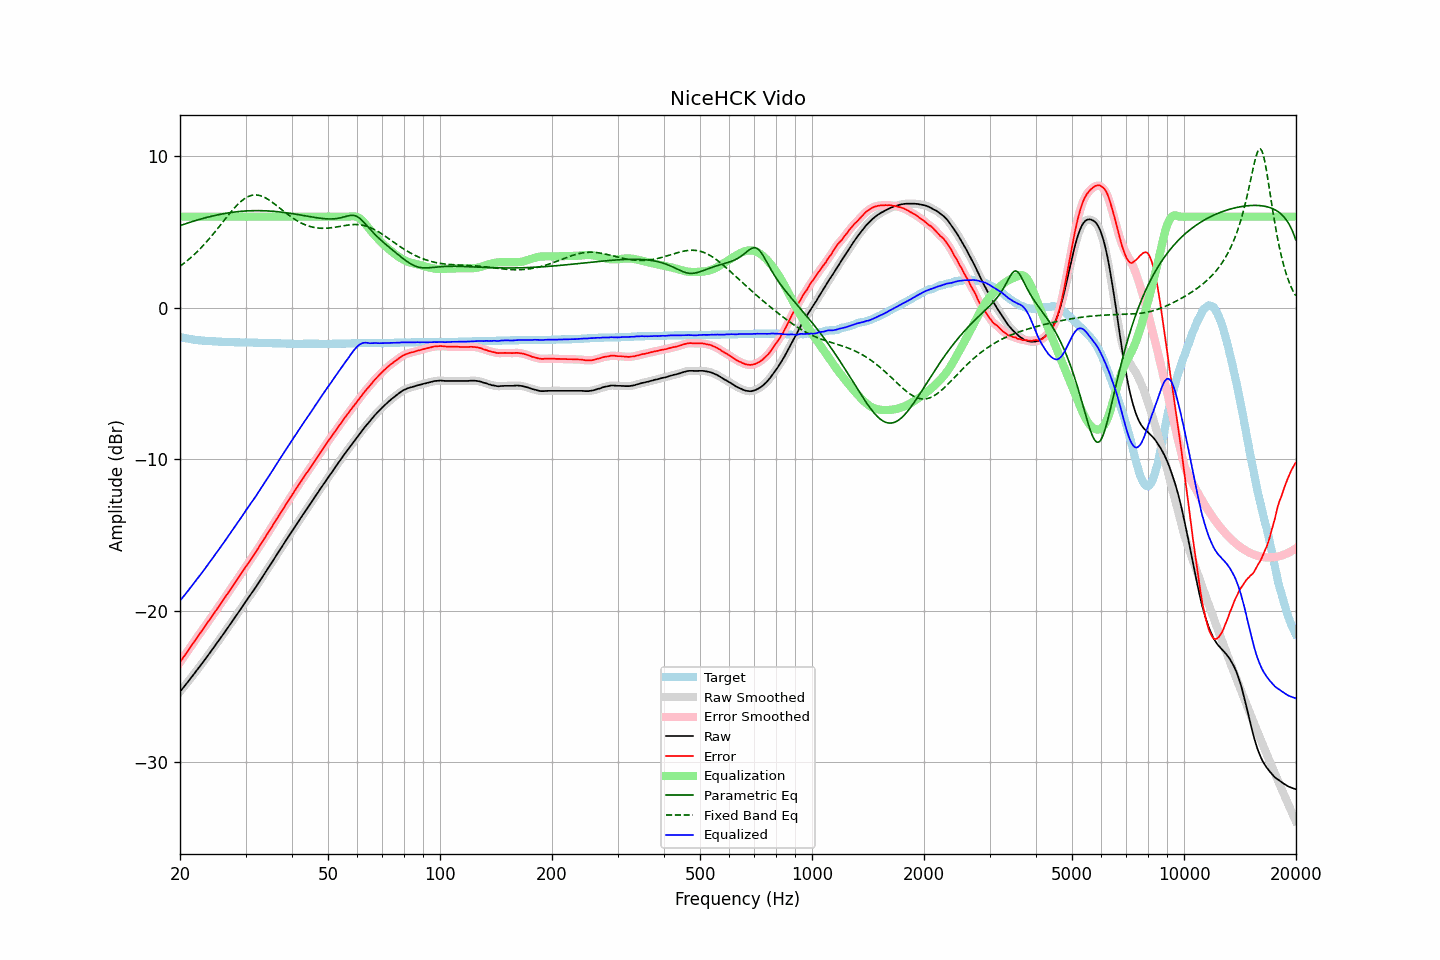 NiceHCK Vido
10
0
−10
−20
−30
Amplitude (dBr)
Target
Raw Smoothed
Error Smoothed
Raw
Error
Equalization
Parametric Eq
Fixed Band Eq
Equalized
20
50
100
200
500
1000
2000
5000
10000
20000
Frequency (Hz)